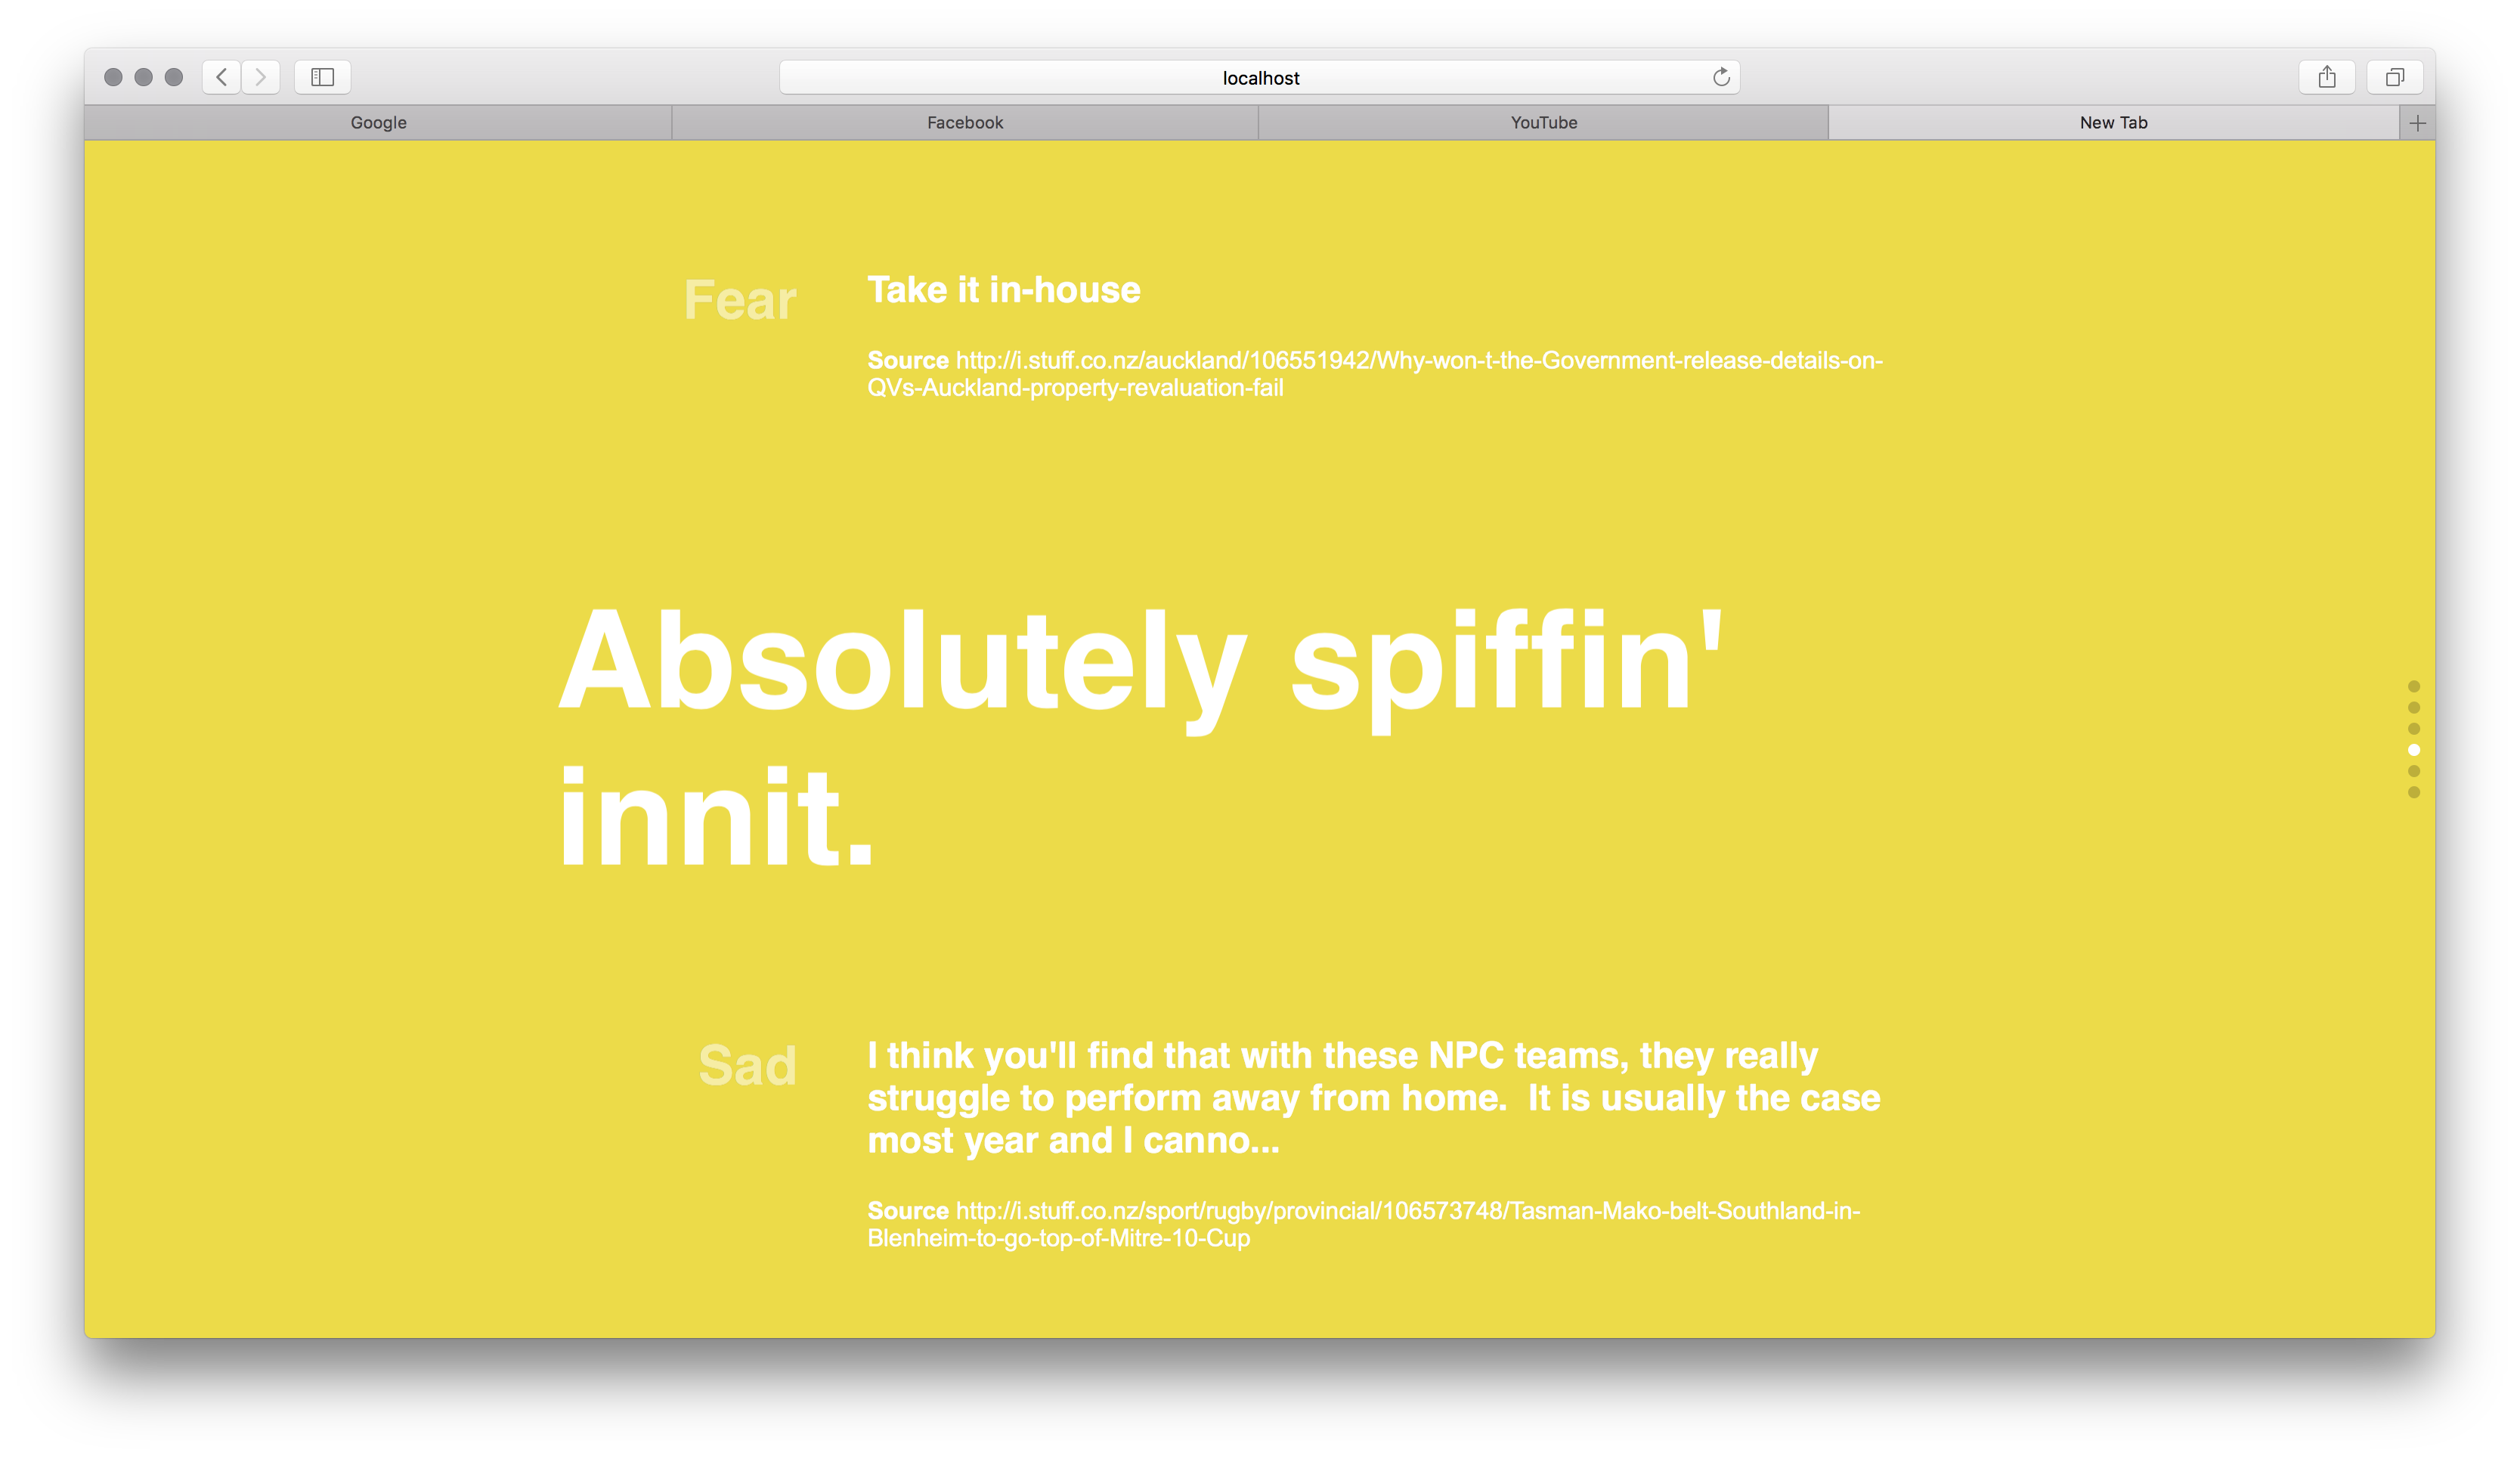 localhost
Google
Facebook
YouTube
New Tab
Fear
Take it in-house
Source http://i.stuff.co.nz/auckland/106551942/Why-won-t-the-Government-release-details-on-
QVs-Auckland-property-revaluation-fail
Absolutely spiffin'
innit.
Sad
I think you'll find that with these NPC teams, they really
struggle to perform away from home.  It is usually the case
most year and I canno...
Source http://i.stuff.co.nz/sport/rugby/provincial/106573748/Tasman-Mako-belt-Southland-in-
Blenheim-to-go-top-of-Mitre-10-Cup